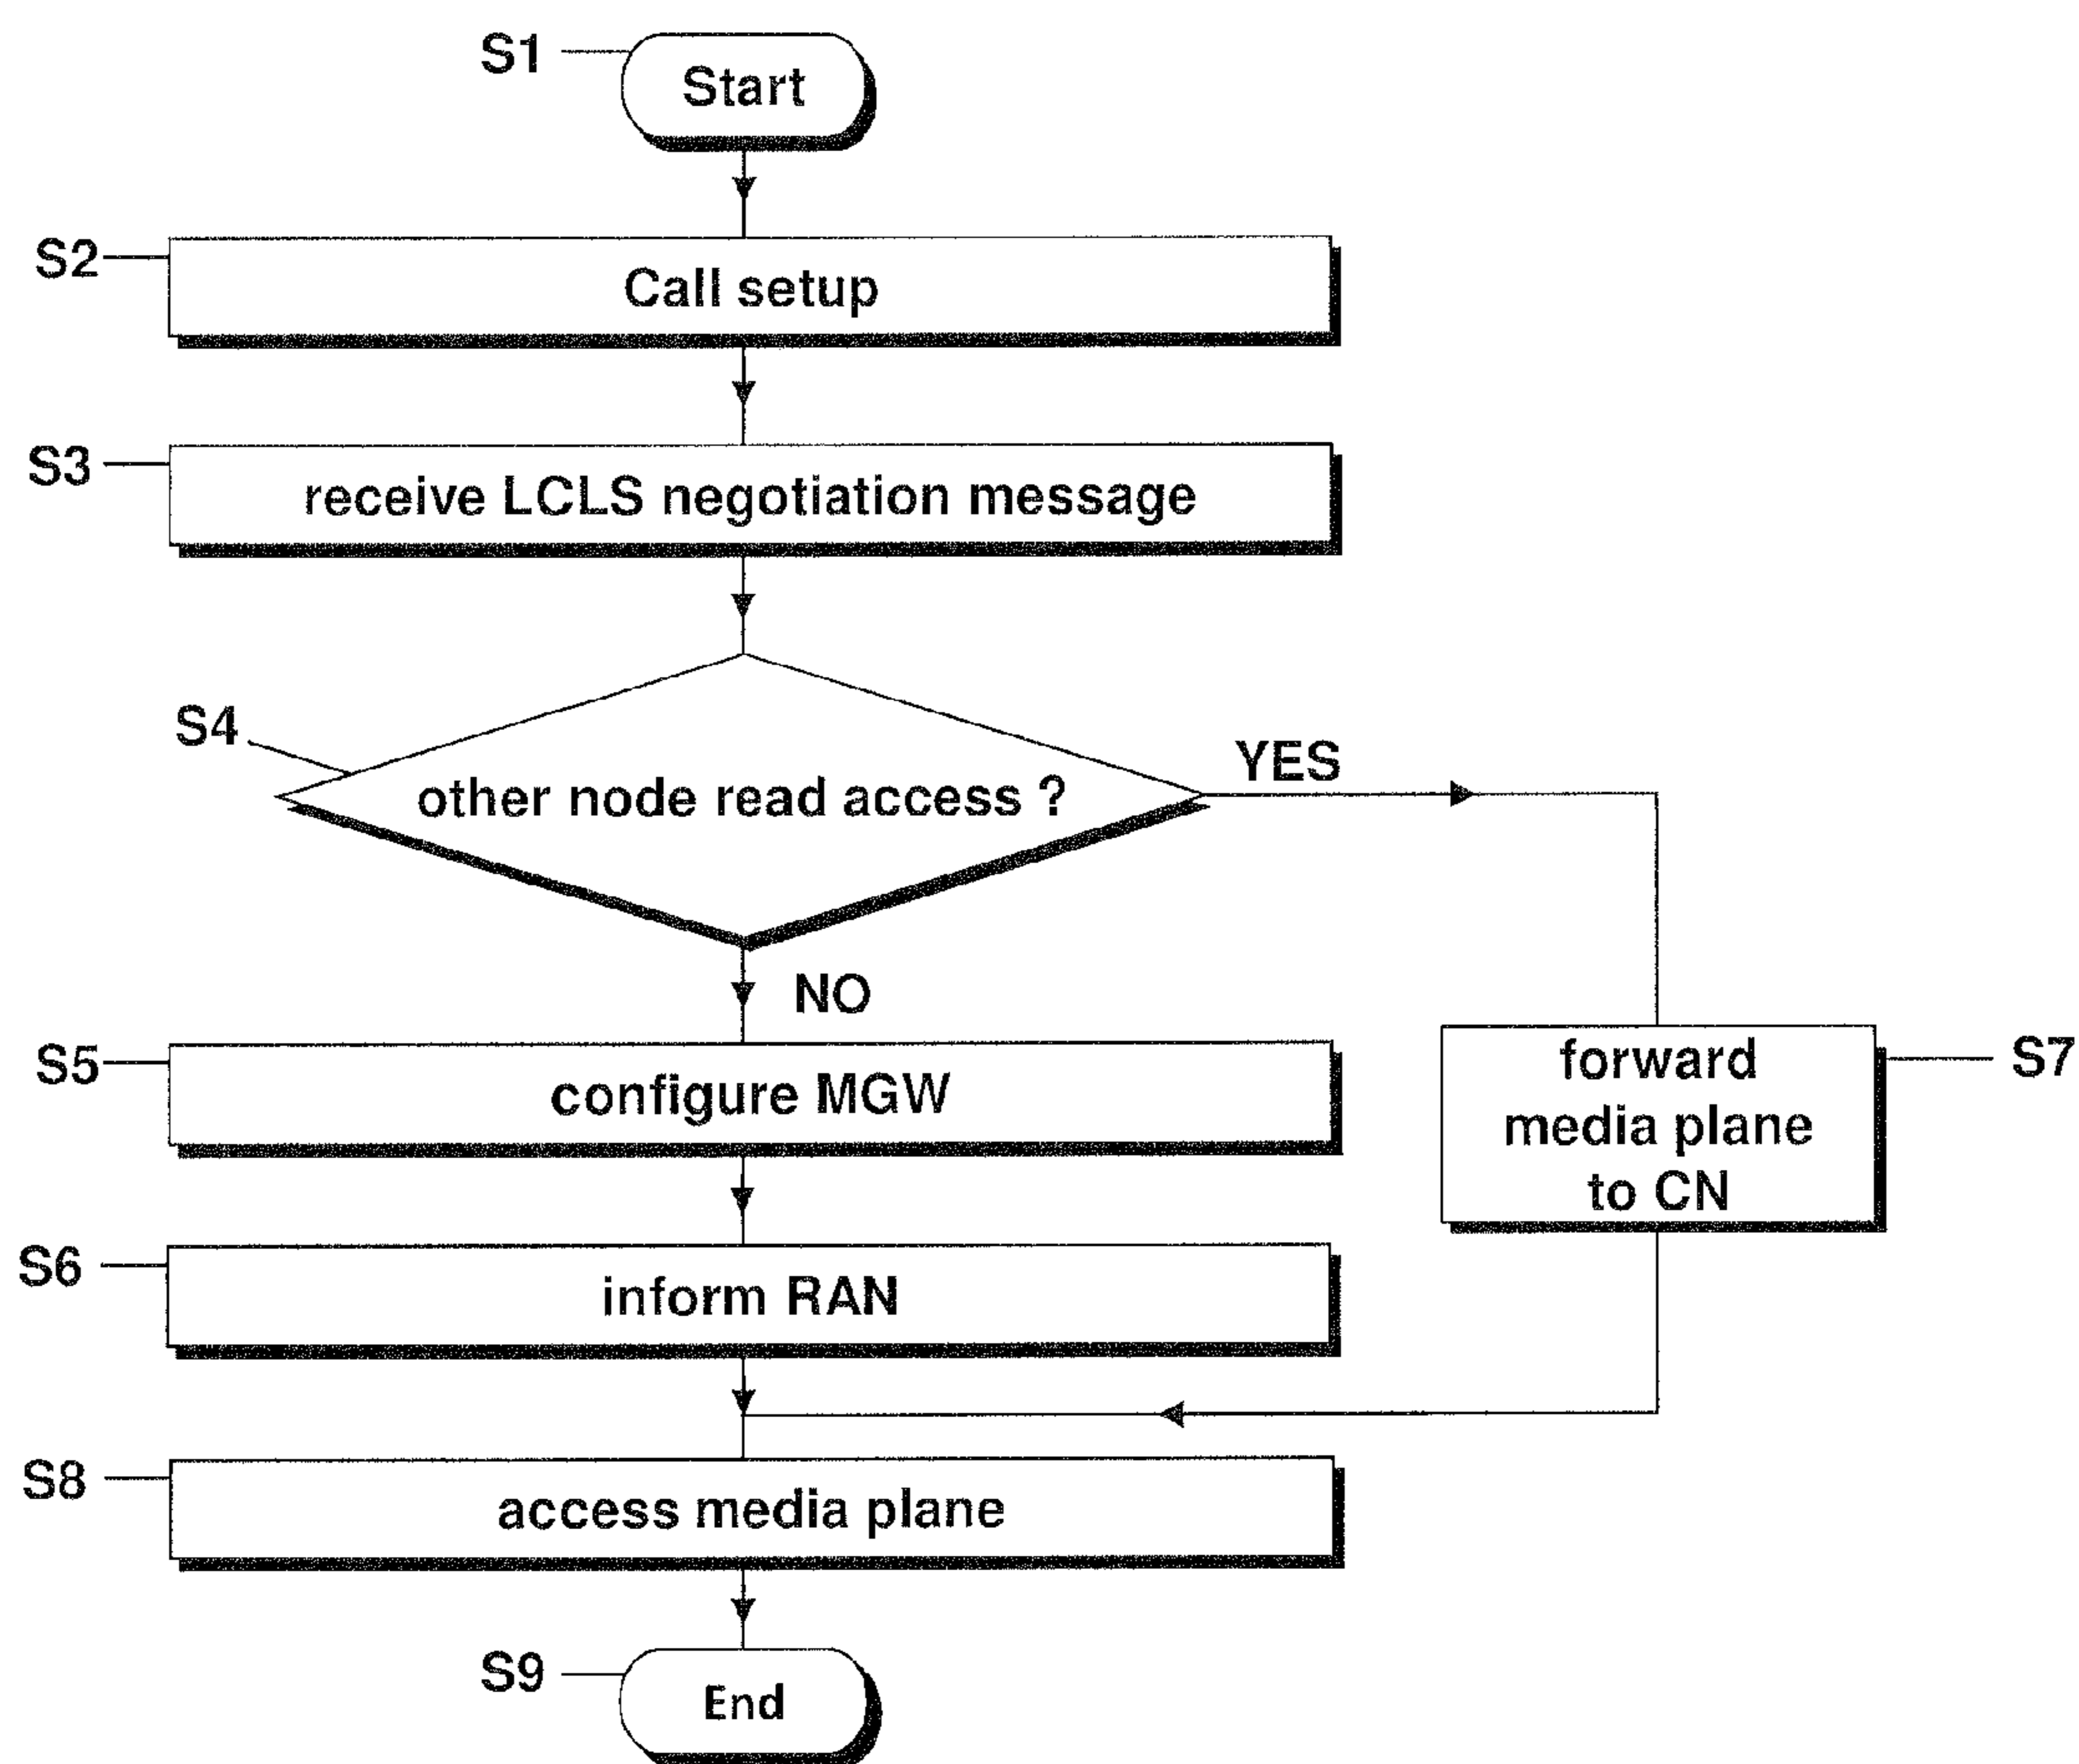 S1
Start
S2
Call setup
S3
receive LCLS negotiation message
S4
other node read access ?
YES
NO
S5
configure MGW
forward
media plane
to CN
S7
S6
inform RAN
S8
access media plane
S9
End